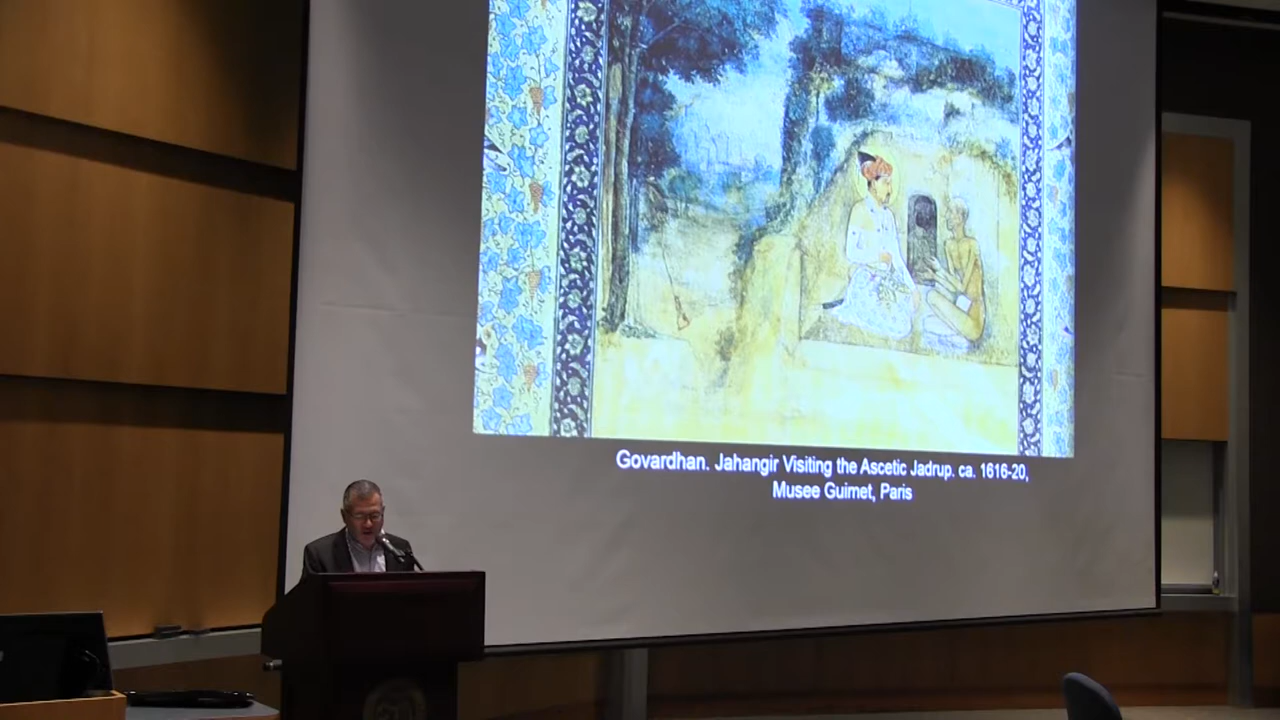 Govardhan. Jahangir Visiting the Ascetic Jadrup. ca. 1616-20,
Musee Guimet, Paris